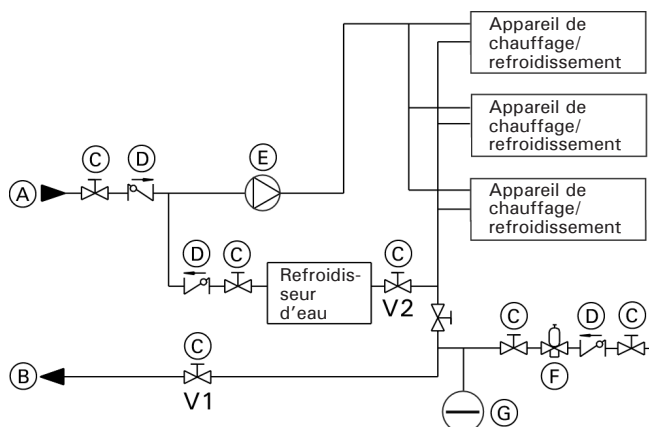 Appareil de
chauffage/
refroidissement
Appareil de
chauffage/
refroidissement
Appareil de
chauffage/
refroidissement
C
D
E
A
D
C
C
Refroidis-
seur
d'eau
V2
C
D
C
F
C
B
V1
G